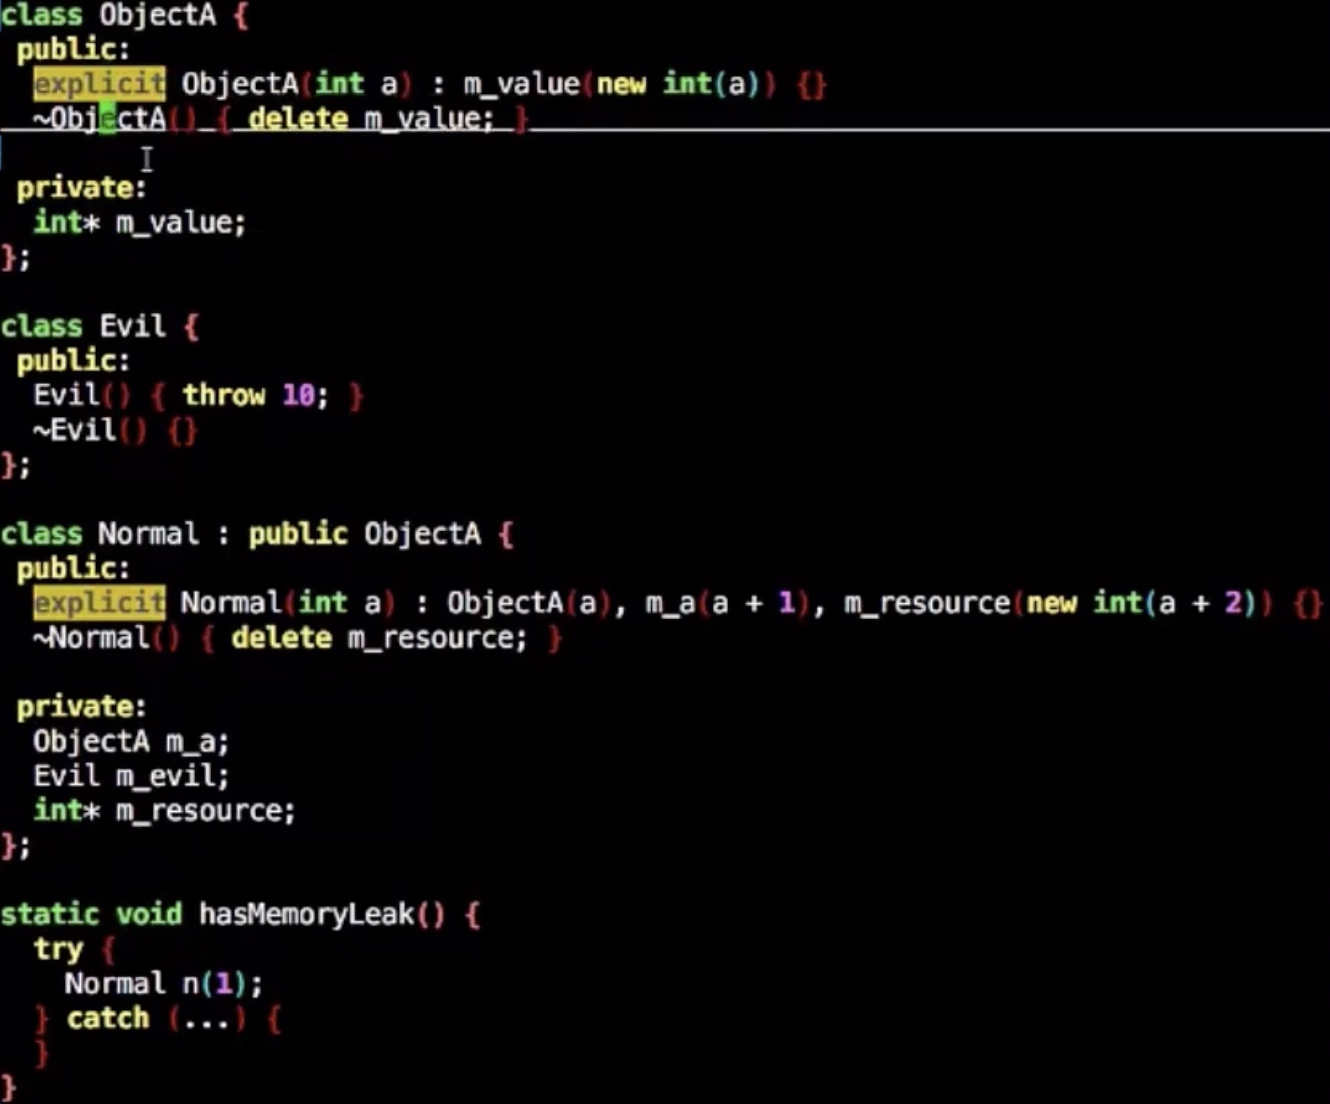 class ObjectA {
 public:
  explicit ObjectA(int a) : m_value(new int(a)) {}
  ~ObjectA() { delete m_value; }

 private:
  int* m_value;
};

class Evil {
 public:
  Evil() { throw 10; }
  ~Evil() {}
};

class Normal : public ObjectA {
 public:
  explicit Normal(int a) : ObjectA(a), m_a(a + 1), m_resource(new int(a + 2)) {}
  ~Normal() { delete m_resource; }

 private:
  ObjectA m_a;
  Evil m_evil;
  int* m_resource;
};

static void hasMemoryLeak() {
  try {
    Normal n(1);
  } catch (...) {
  }
}